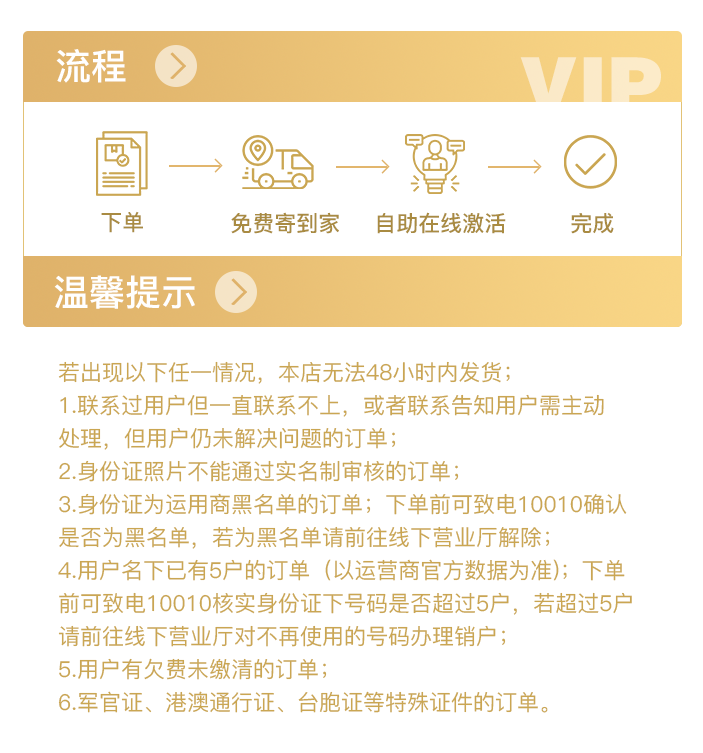 流程
VIP
下单 免费寄到家 自助在线激活 完成
温馨提示
若出现以下任一情况，本店无法48小时内发货；
1.联系过用户但一直联系不上，或者联系告知用户需主动
处理，但用户仍未解决问题的订单；
2.身份证照片不能通过实名制审核的订单；
3.身份证为运用商黑名单的订单；下单前可致电10010确认
是否为黑名单，若为黑名单请前往线下营业厅解除；
4.用户名下已有5户的订单（以运营商官方数据为准）；下单
前可致电10010核实身份证下号码是否超过5户，若超过5户
请前往线下营业厅对不再使用的号码办理销户；
5.用户有欠费未缴清的订单；
6.军官证、港澳通行证、台胞证等特殊证件的订单。